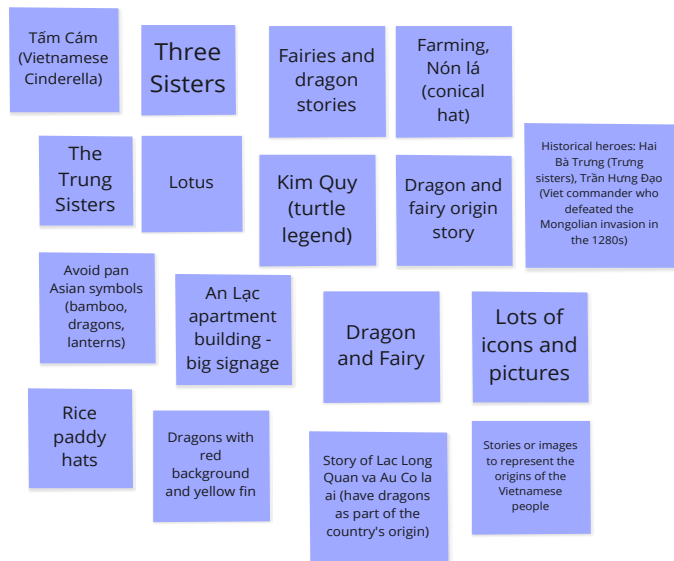 Tấm Cám
(Vietnamese
Cinderella)
Three
Sisters
Fairies and
dragon
stories
Farming,
Nón lá
(conical
hat)
The
Trung
Sisters
Lotus
Kim Quy
(turtle
legend)
Dragon and
fairy origin
story
Historical heroes: Hai
Bà Trưng (Trưng
sisters), Trần Hưng Đạo
(Viet commander who
defeated the
Mongolian invasion in
the 1280s)
Avoid pan
Asian symbols
(bamboo,
dragons,
lanterns)
An Lạc
apartment
building -
big signage
Dragon
and Fairy
Lots of
icons and
pictures
Rice
paddy
hats
Dragons with
red
background
and yellow fin
Story of Lac Long
Quan va Au Co la
ai (have dragons
as part of the
country's origin)
Stories or images
to represent the
origins of the
Vietnamese
people